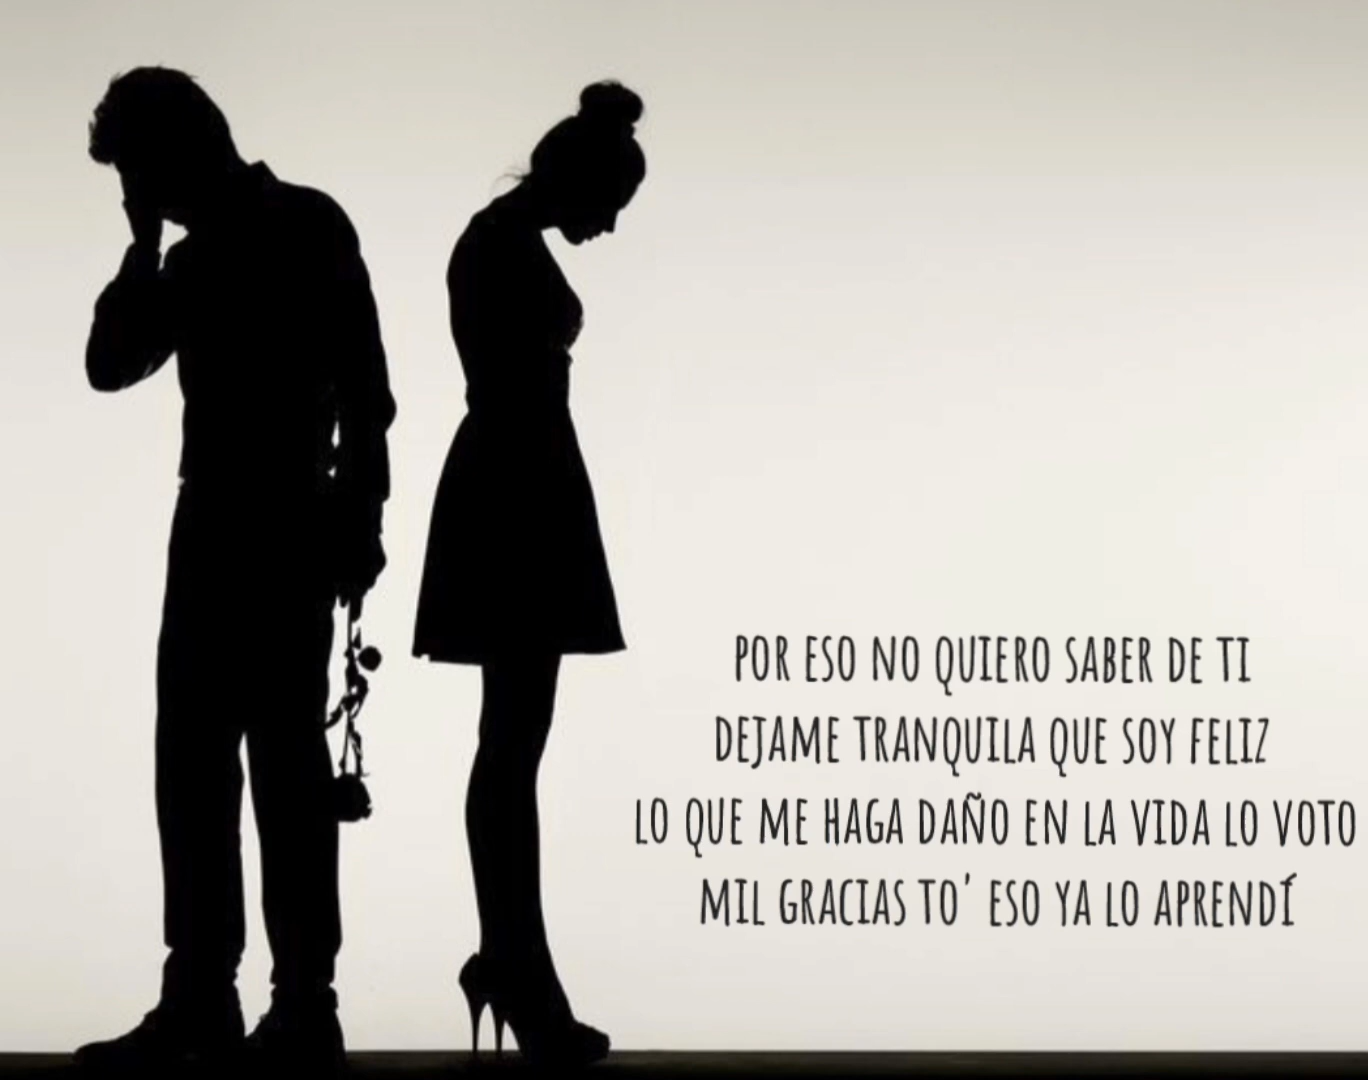 POR ESO NO QUIERO SABER DE TI
DEJAME TRANQUILA QUE SOY FELIZ
LO QUE ME HAGA DAÑO EN LA VIDA LO VOTO
MIL GRACIAS TO' ESO YA LO APRENDÍ